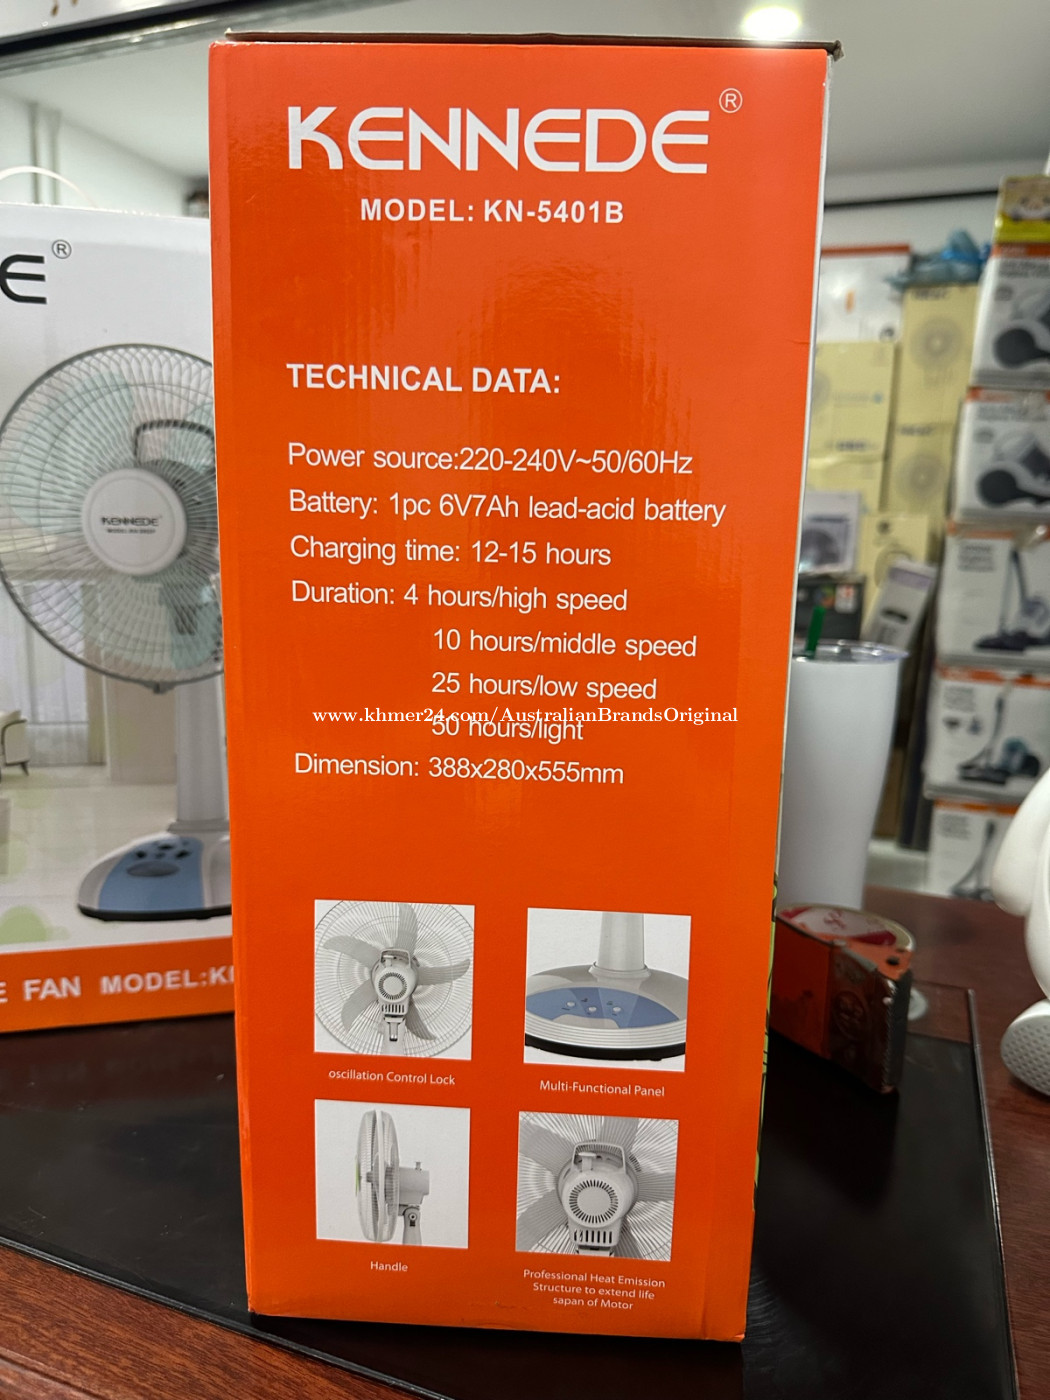 KENNEDE®
MODEL: KN-5401B
TECHNICAL DATA:
Power source:220-240V~50/60Hz
Battery: 1pc 6V7Ah lead-acid battery
Charging time: 12-15 hours
Duration: 4 hours/high speed
10 hours/middle speed
25 hours/low speed
www.khmer24.com/AustralianBrandsOriginal
50 hours/light
Dimension: 388x280x555mm
oscillation Control Lock
Multi-Functional Panel
Handle
Professional Heat Emission
Structure to extend life
sapan of Motor
E®
KENNEDE
E FAN MODEL:K